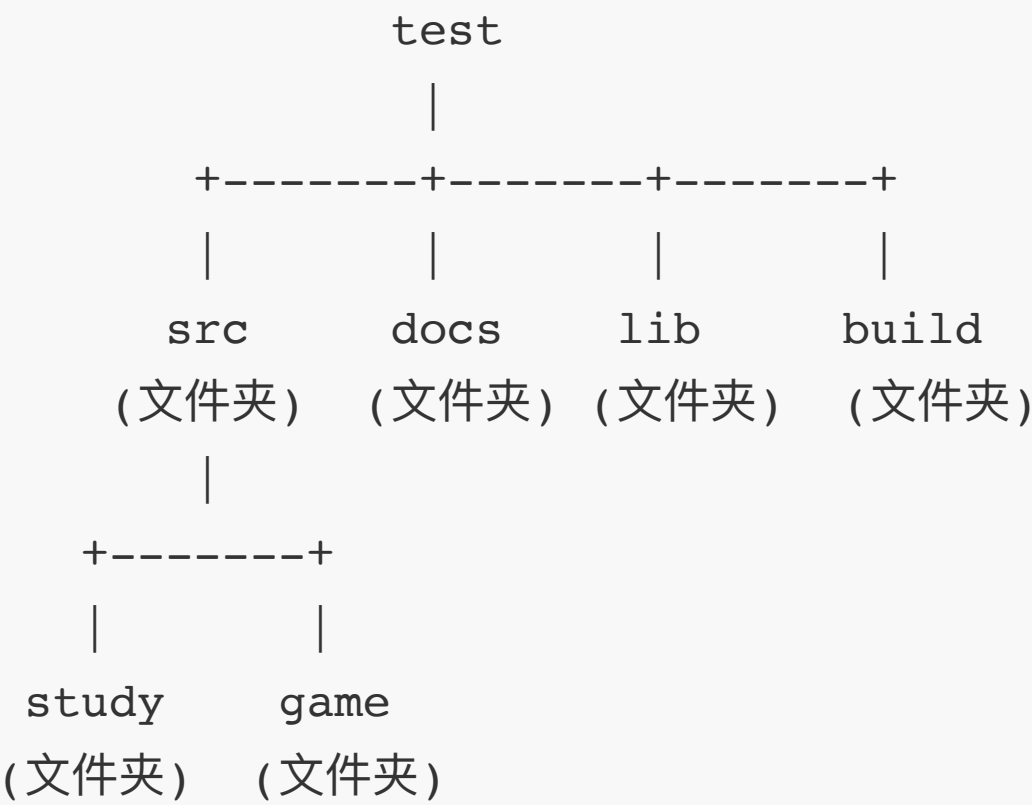 test
|
+-------+-------+-------+
| | | |
src docs lib build
(文件夹) (文件夹) (文件夹) (文件夹)
|
+-------+
| |
study game
(文件夹) (文件夹)